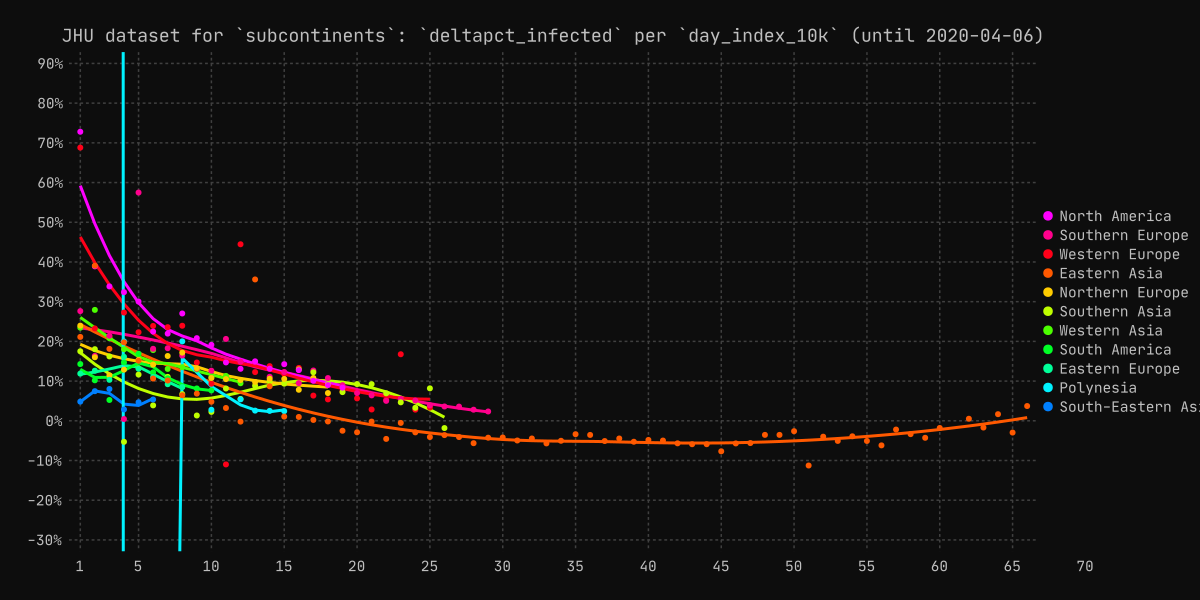 JHU dataset for `subcontinents`: `deltapct_infected` per `day_index_10k` (until 2020-04-06)
90%
80%
70%
60%
50%
40%
30%
20%
10%
0%
-10%
-20%
-30%
1 5 10 15 20 25 30 35 40 45 50 55 60 65 70
North America
Southern Europe
Western Europe
Eastern Asia
Northern Europe
Southern Asia
Western Asia
South America
Eastern Europe
Polynesia
South-Eastern Asi